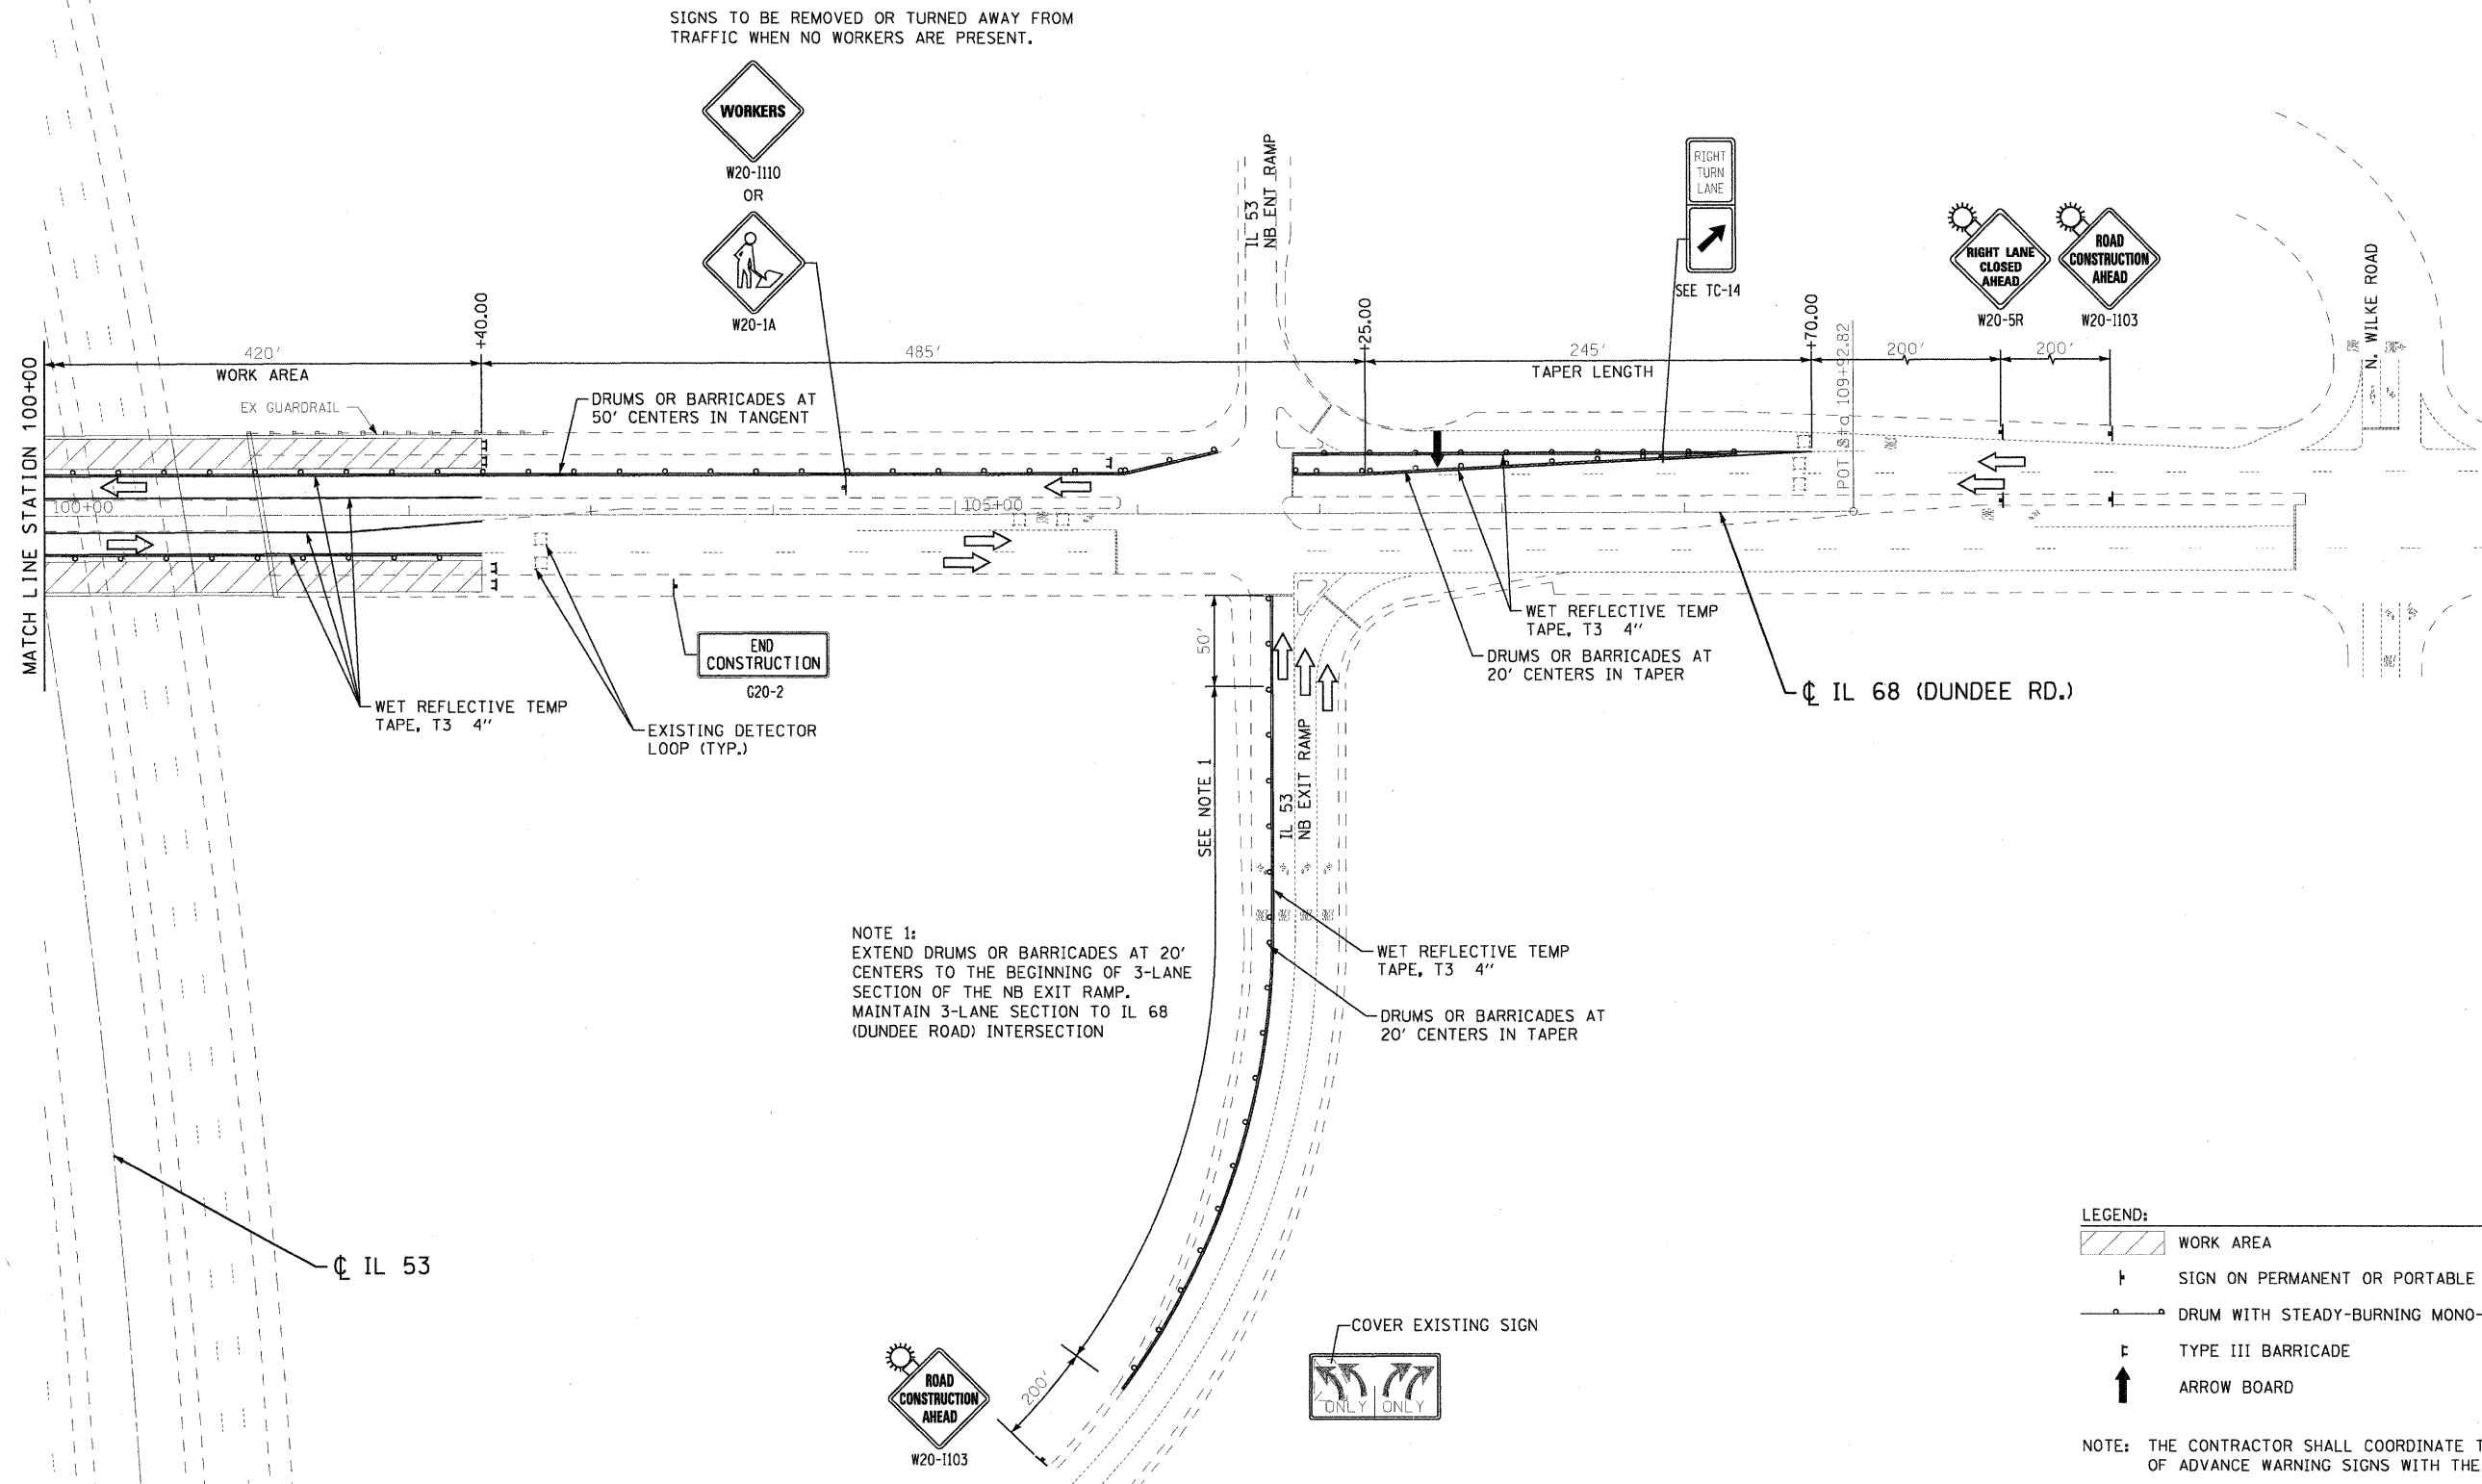 SIGNS TO BE REMOVED OR TURNED AWAY FROM
TRAFFIC WHEN NO WORKERS ARE PRESENT.
WORKERS
W20-I110
OR
W20-1A
IL 53
NB ENT RAMP
RIGHT
TURN
LANE
SEE TC-14
RIGHT LANE
CLOSED
AHEAD
W20-5R
ROAD
CONSTRUCTION
AHEAD
W20-I103
N. WILKE ROAD
MATCH LINE STATION 100+00
420'
WORK AREA
+40.00
485'
+25.00
245'
TAPER LENGTH
+70.00
POT Sta 109+92.82
200'
200'
EX GUARDRAIL
DRUMS OR BARRICADES AT
50' CENTERS IN TANGENT
100+00
105+00
END
CONSTRUCTION
G20-2
WET REFLECTIVE TEMP
TAPE, T3 4"
EXISTING DETECTOR
LOOP (TYP.)
50'
SEE NOTE 1
IL 53
NB EXIT RAMP
WET REFLECTIVE TEMP
TAPE, T3 4"
DRUMS OR BARRICADES AT
20' CENTERS IN TAPER
℄ IL 68 (DUNDEE RD.)
NOTE 1:
EXTEND DRUMS OR BARRICADES AT 20'
CENTERS TO THE BEGINNING OF 3-LANE
SECTION OF THE NB EXIT RAMP.
MAINTAIN 3-LANE SECTION TO IL 68
(DUNDEE ROAD) INTERSECTION
WET REFLECTIVE TEMP
TAPE, T3 4"
DRUMS OR BARRICADES AT
20' CENTERS IN TAPER
℄ IL 53
200'
ROAD
CONSTRUCTION
AHEAD
W20-I103
COVER EXISTING SIGN
ONLY ONLY
LEGEND:
WORK AREA
SIGN ON PERMANENT OR PORTABLE
DRUM WITH STEADY-BURNING MONO-
TYPE III BARRICADE
ARROW BOARD
NOTE: THE CONTRACTOR SHALL COORDINATE T
OF ADVANCE WARNING SIGNS WITH THE